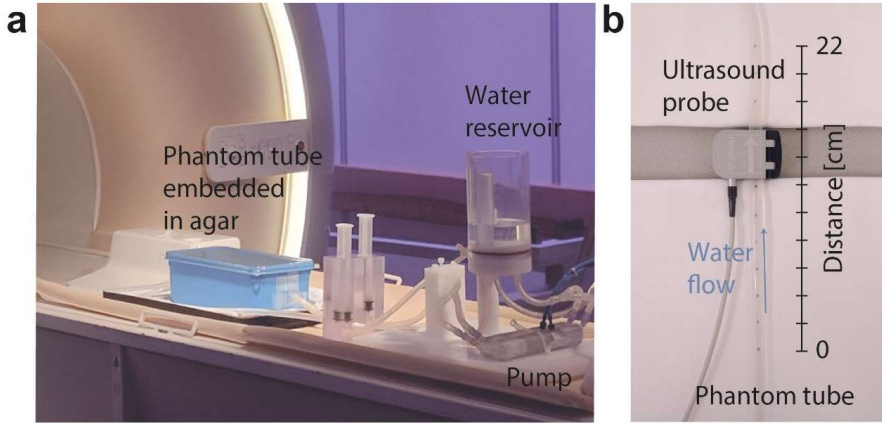 a
Water
reservoir
Phantom tube
embedded
in agar
Pump
b
22
Ultrasound
probe
Distance [cm]
Water
flow
0
Phantom tube